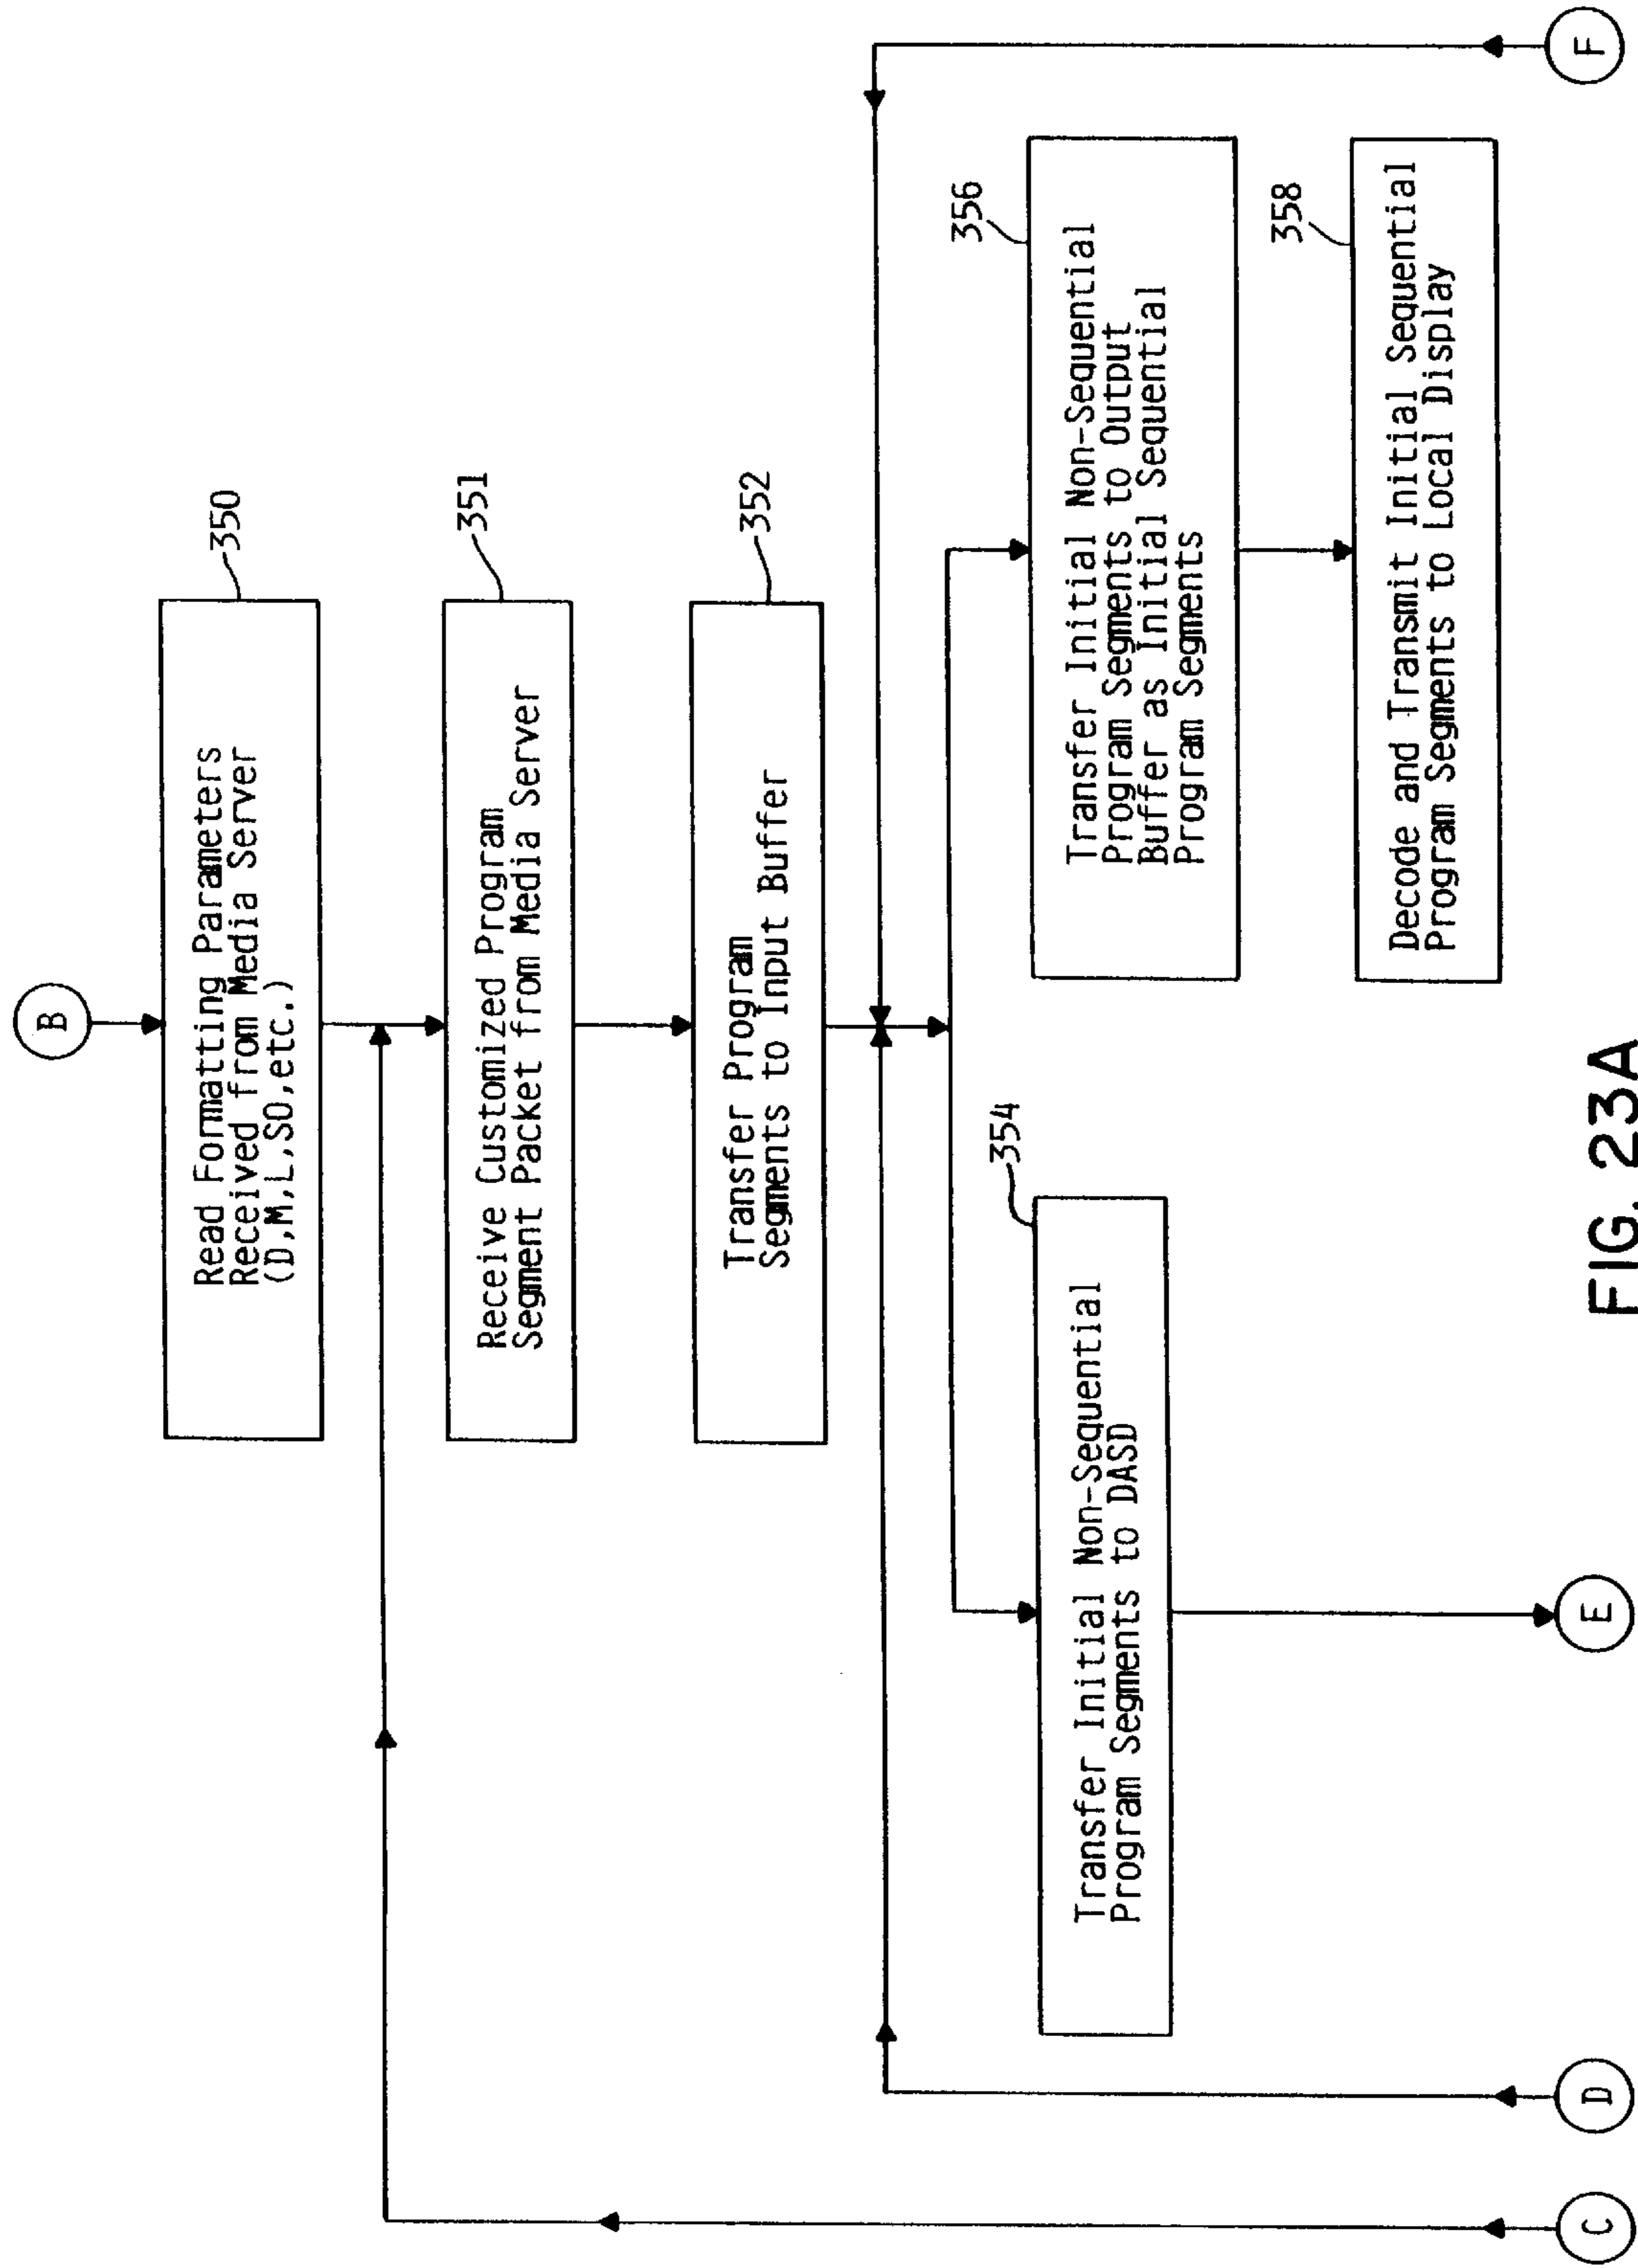 B
350
Read Formatting Parameters
Received from Media Server
(D,M,L,SO,etc.)
351
Receive Customized Program
Segment Packet from Media Server
352
Transfer Program
Segments to Input Buffer
354
Transfer Initial Non-Sequential
Program Segments to DASD
356
Transfer Initial Non-Sequential
Program Segments to Output
Buffer as Initial Sequential
Program Segments
358
Decode and Transmit Initial Sequential
Program Segments to Local Display
C
D
E
F
FIG. 23A